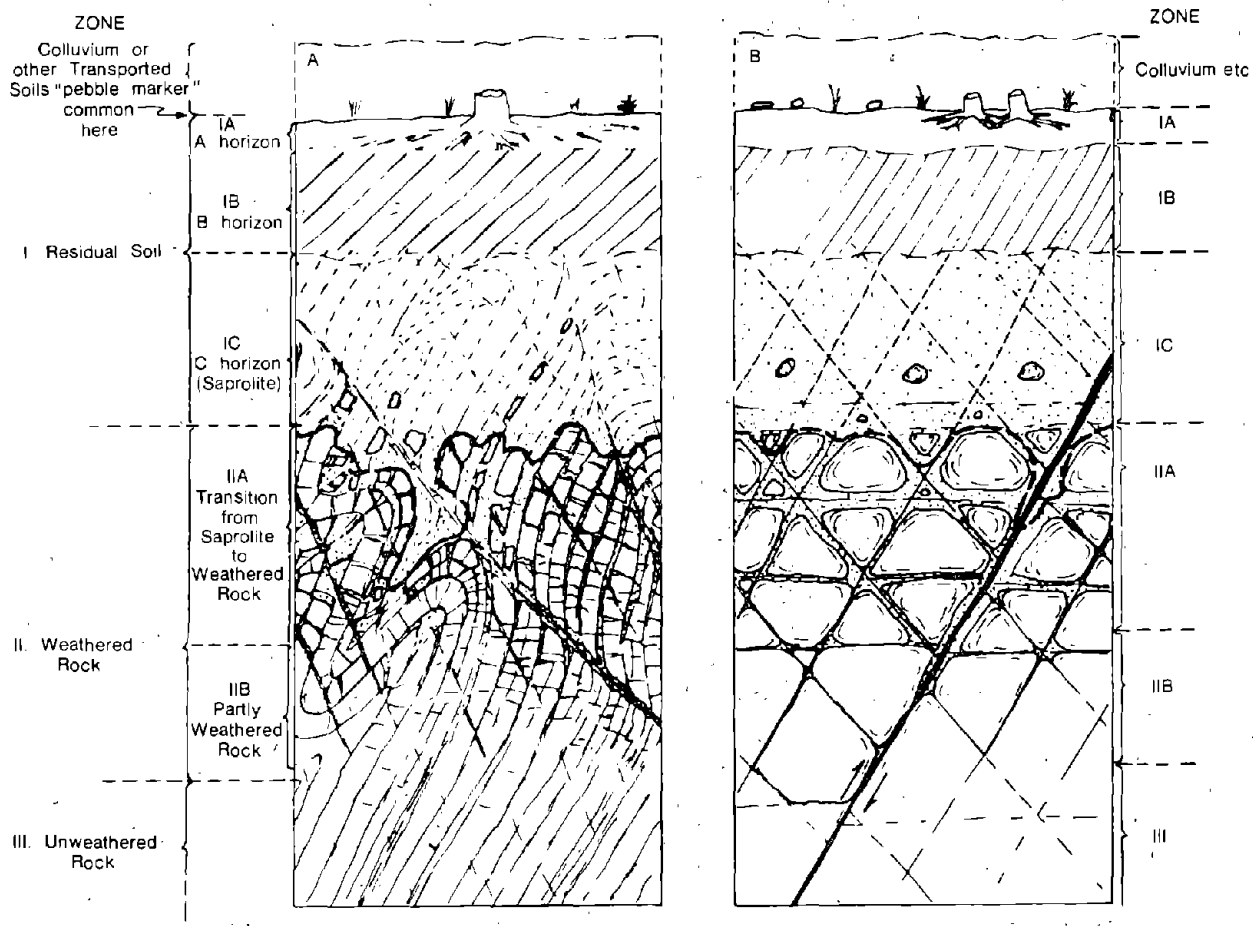 ZONE
Colluvium or
other Transported
Soils "pebble marker"
common
here
IA
A horizon
IB
B horizon
I Residual Soil
IC
C horizon
(Saprolite)
IIA
Transition
from
Saprolite
to
Weathered
Rock
II. Weathered
Rock
IIB
Partly
Weathered
Rock
III. Unweathered
Rock
A
B
ZONE
Colluvium etc
IA
IB
IC
IIA
IIB
III